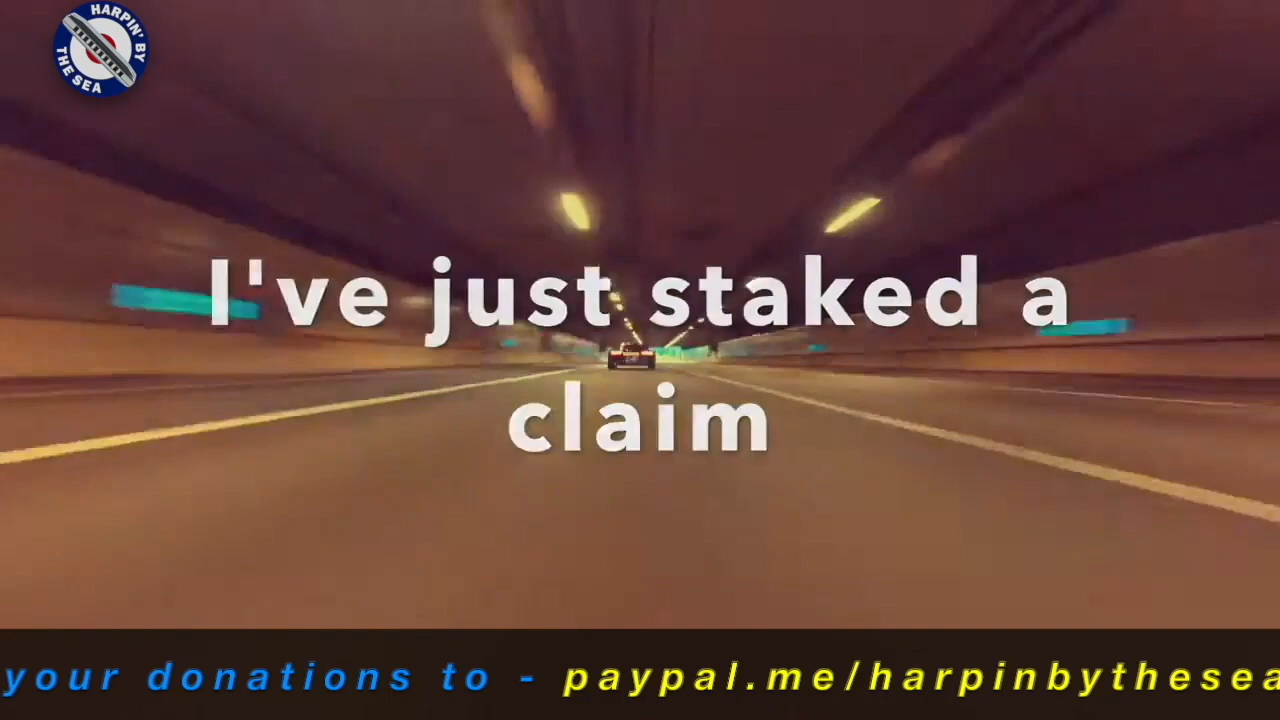 HARPIN' BY
THE SEA
I've just staked a
claim
your donations to - paypal.me/harpinbythesea